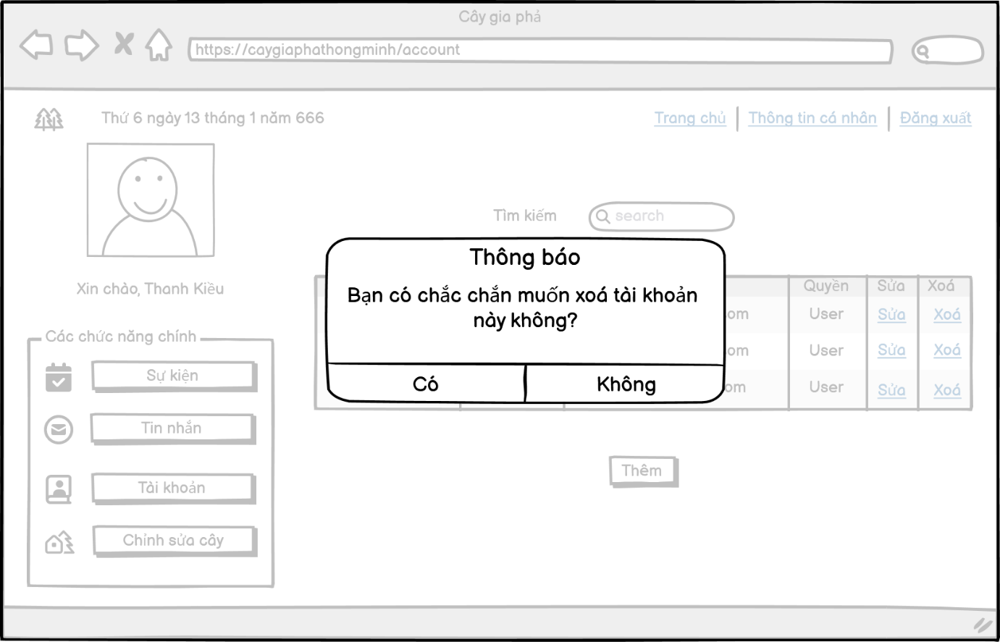 Cây gia phả
https://caygiaphathongminh/account
Thứ 6 ngày 13 tháng 1 năm 666
Trang chủ
Thông tin cá nhân
Đăng xuất
Tìm kiếm
search
Xin chào, Thanh Kiều
Các chức năng chính
Sự kiện
Tin nhắn
Tài khoản
Chỉnh sửa cây
Thông báo
Bạn có chắc chắn muốn xoá tài khoản
này không?
Có
Không
Quyền Sửa Xoá
om User Sửa Xoá
om User Sửa Xoá
om User Sửa Xoá
Thêm